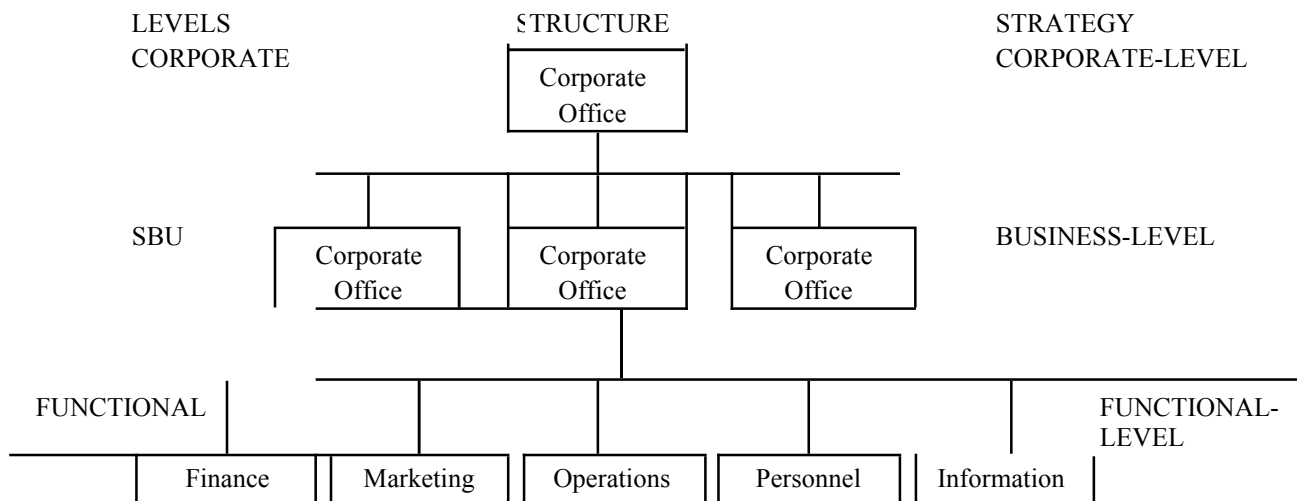 LEVELS STRUCTURE STRATEGY
CORPORATE CORPORATE-LEVEL
Corporate
Office
SBU BUSINESS-LEVEL
Corporate Corporate Corporate
Office Office Office
FUNCTIONAL FUNCTIONAL-
LEVEL
Finance Marketing Operations Personnel Information